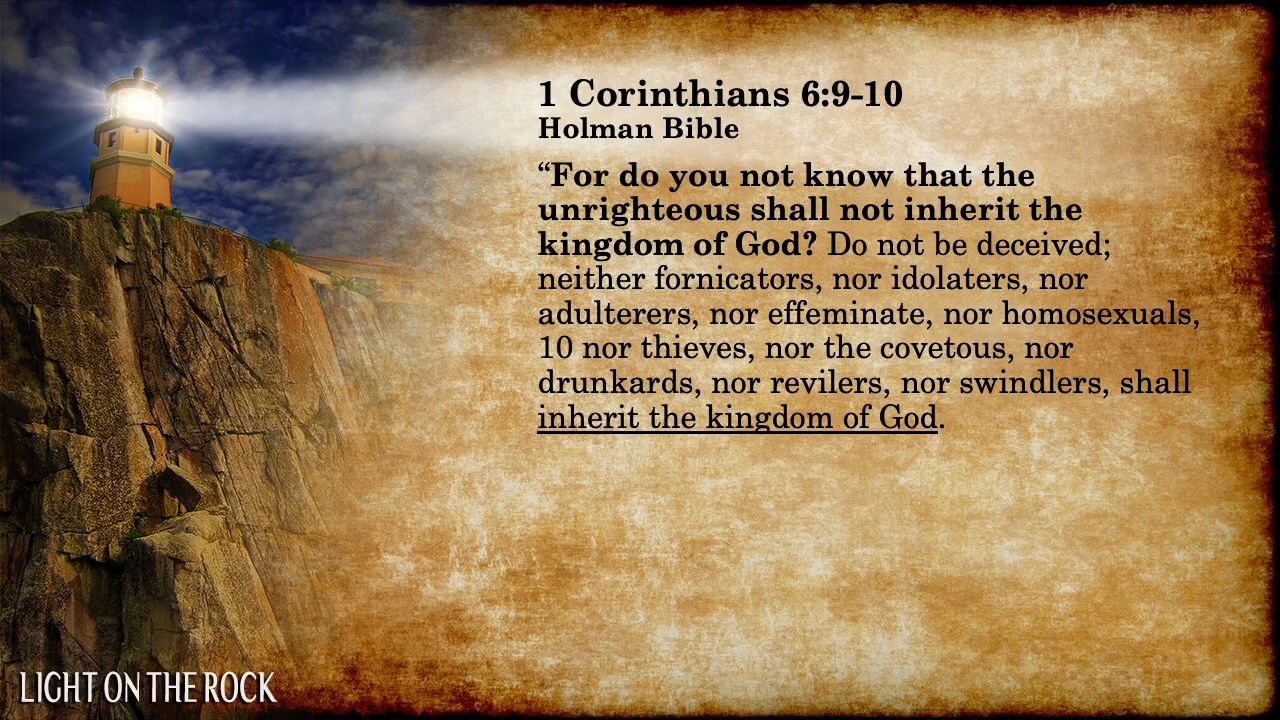 1 Corinthians 6:9-10
Holman Bible
“For do you not know that the
unrighteous shall not inherit the
kingdom of God? Do not be deceived;
neither fornicators, nor idolaters, nor
adulterers, nor effeminate, nor homosexuals,
10 nor thieves, nor the covetous, nor
drunkards, nor revilers, nor swindlers, shall
inherit the kingdom of God.
LIGHT ON THE ROCK